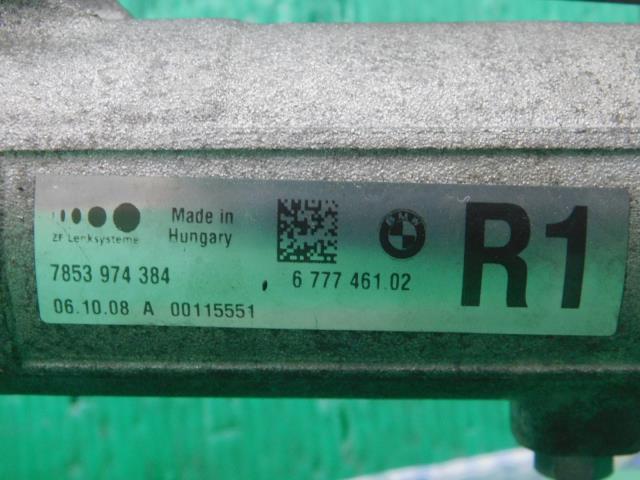 ZF Lenksysteme
Made in
Hungary
BMW
R1
7853 974 384
6 777 461.02
06.10.08 A 00115551